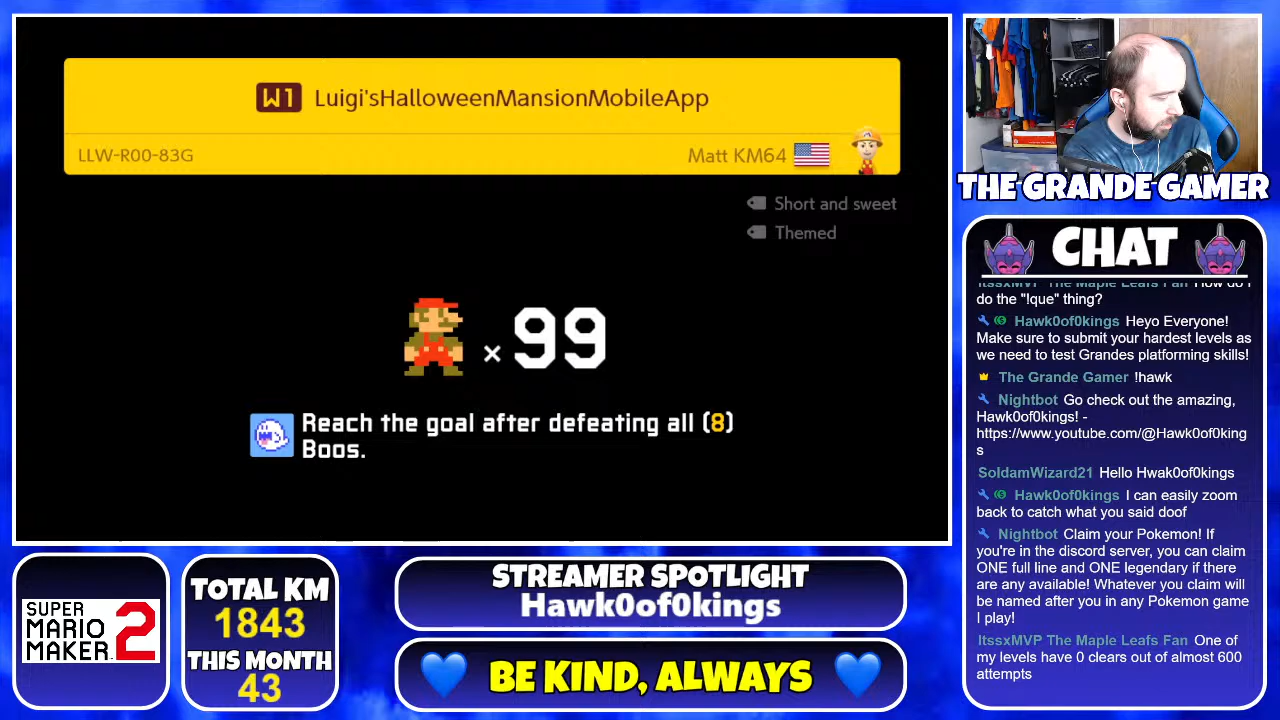 W1 Luigi'sHalloweenMansionMobileApp
LLW-R00-83G
Matt KM64
Short and sweet
Themed
× 99
Reach the goal after defeating all (8)
Boos.
THE GRANDE GAMER
CHAT
ItssxMVP The Maple Leafs Fan How do I
do the "!que" thing?
Hawk0of0kings Heyo Everyone!
Make sure to submit your hardest levels as
we need to test Grandes platforming skills!
The Grande Gamer !hawk
Nightbot Go check out the amazing,
Hawk0of0kings! -
https://www.youtube.com/@Hawk0of0king
s
SoldamWizard21 Hello Hwak0of0kings
Hawk0of0kings I can easily zoom
back to catch what you said doof
Nightbot Claim your Pokemon! If
you're in the discord server, you can claim
ONE full line and ONE legendary if there
are any available! Whatever you claim will
be named after you in any Pokemon game
I play!
ItssxMVP The Maple Leafs Fan One of
my levels have 0 clears out of almost 600
attempts
SUPER
MARIO
MAKER 2
TOTAL KM
1843
THIS MONTH
43
STREAMER SPOTLIGHT
Hawk0of0kings
BE KIND, ALWAYS